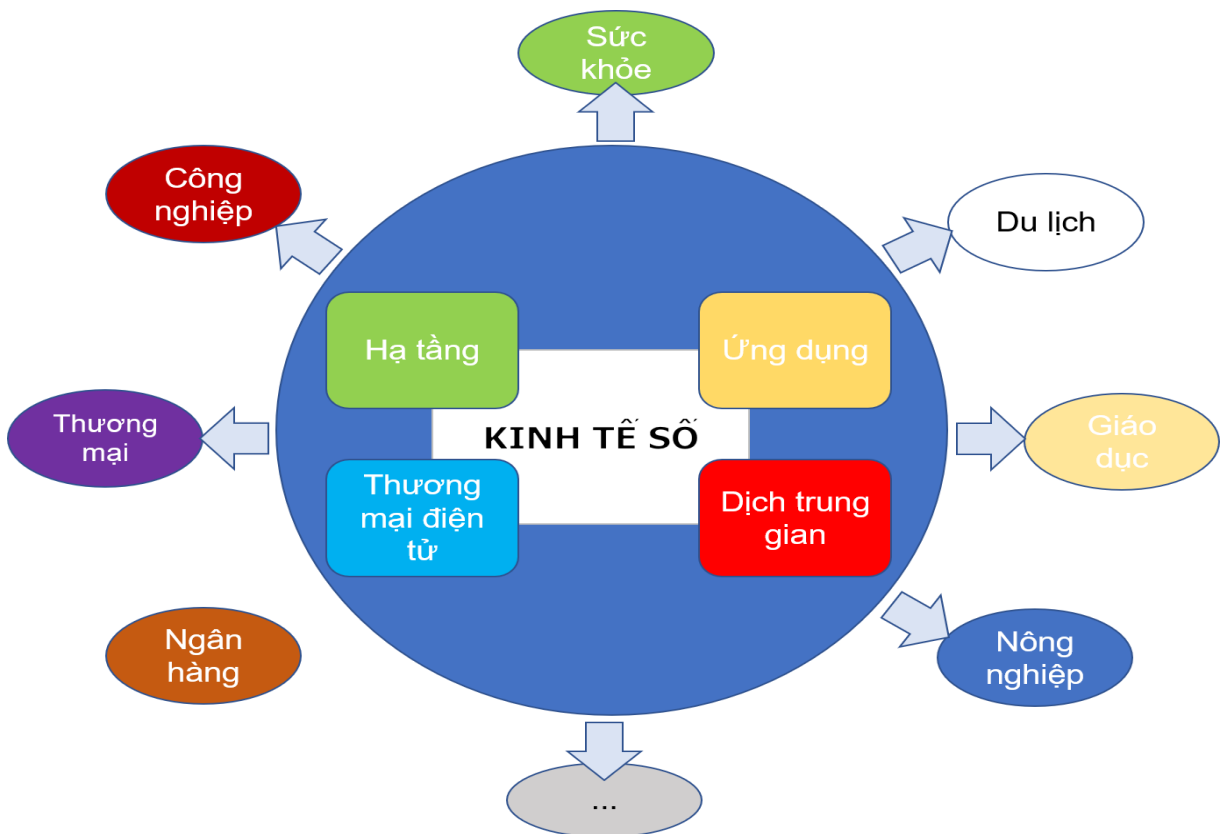 Sức
khỏe
Công
nghiệp
Du lịch
Hạ tầng
Ứng dụng
Thương
mại
KINH TẾ SỐ
Giáo
dục
Thương
mại điện
tử
Dịch trung
gian
Ngân
hàng
Nông
nghiệp
...